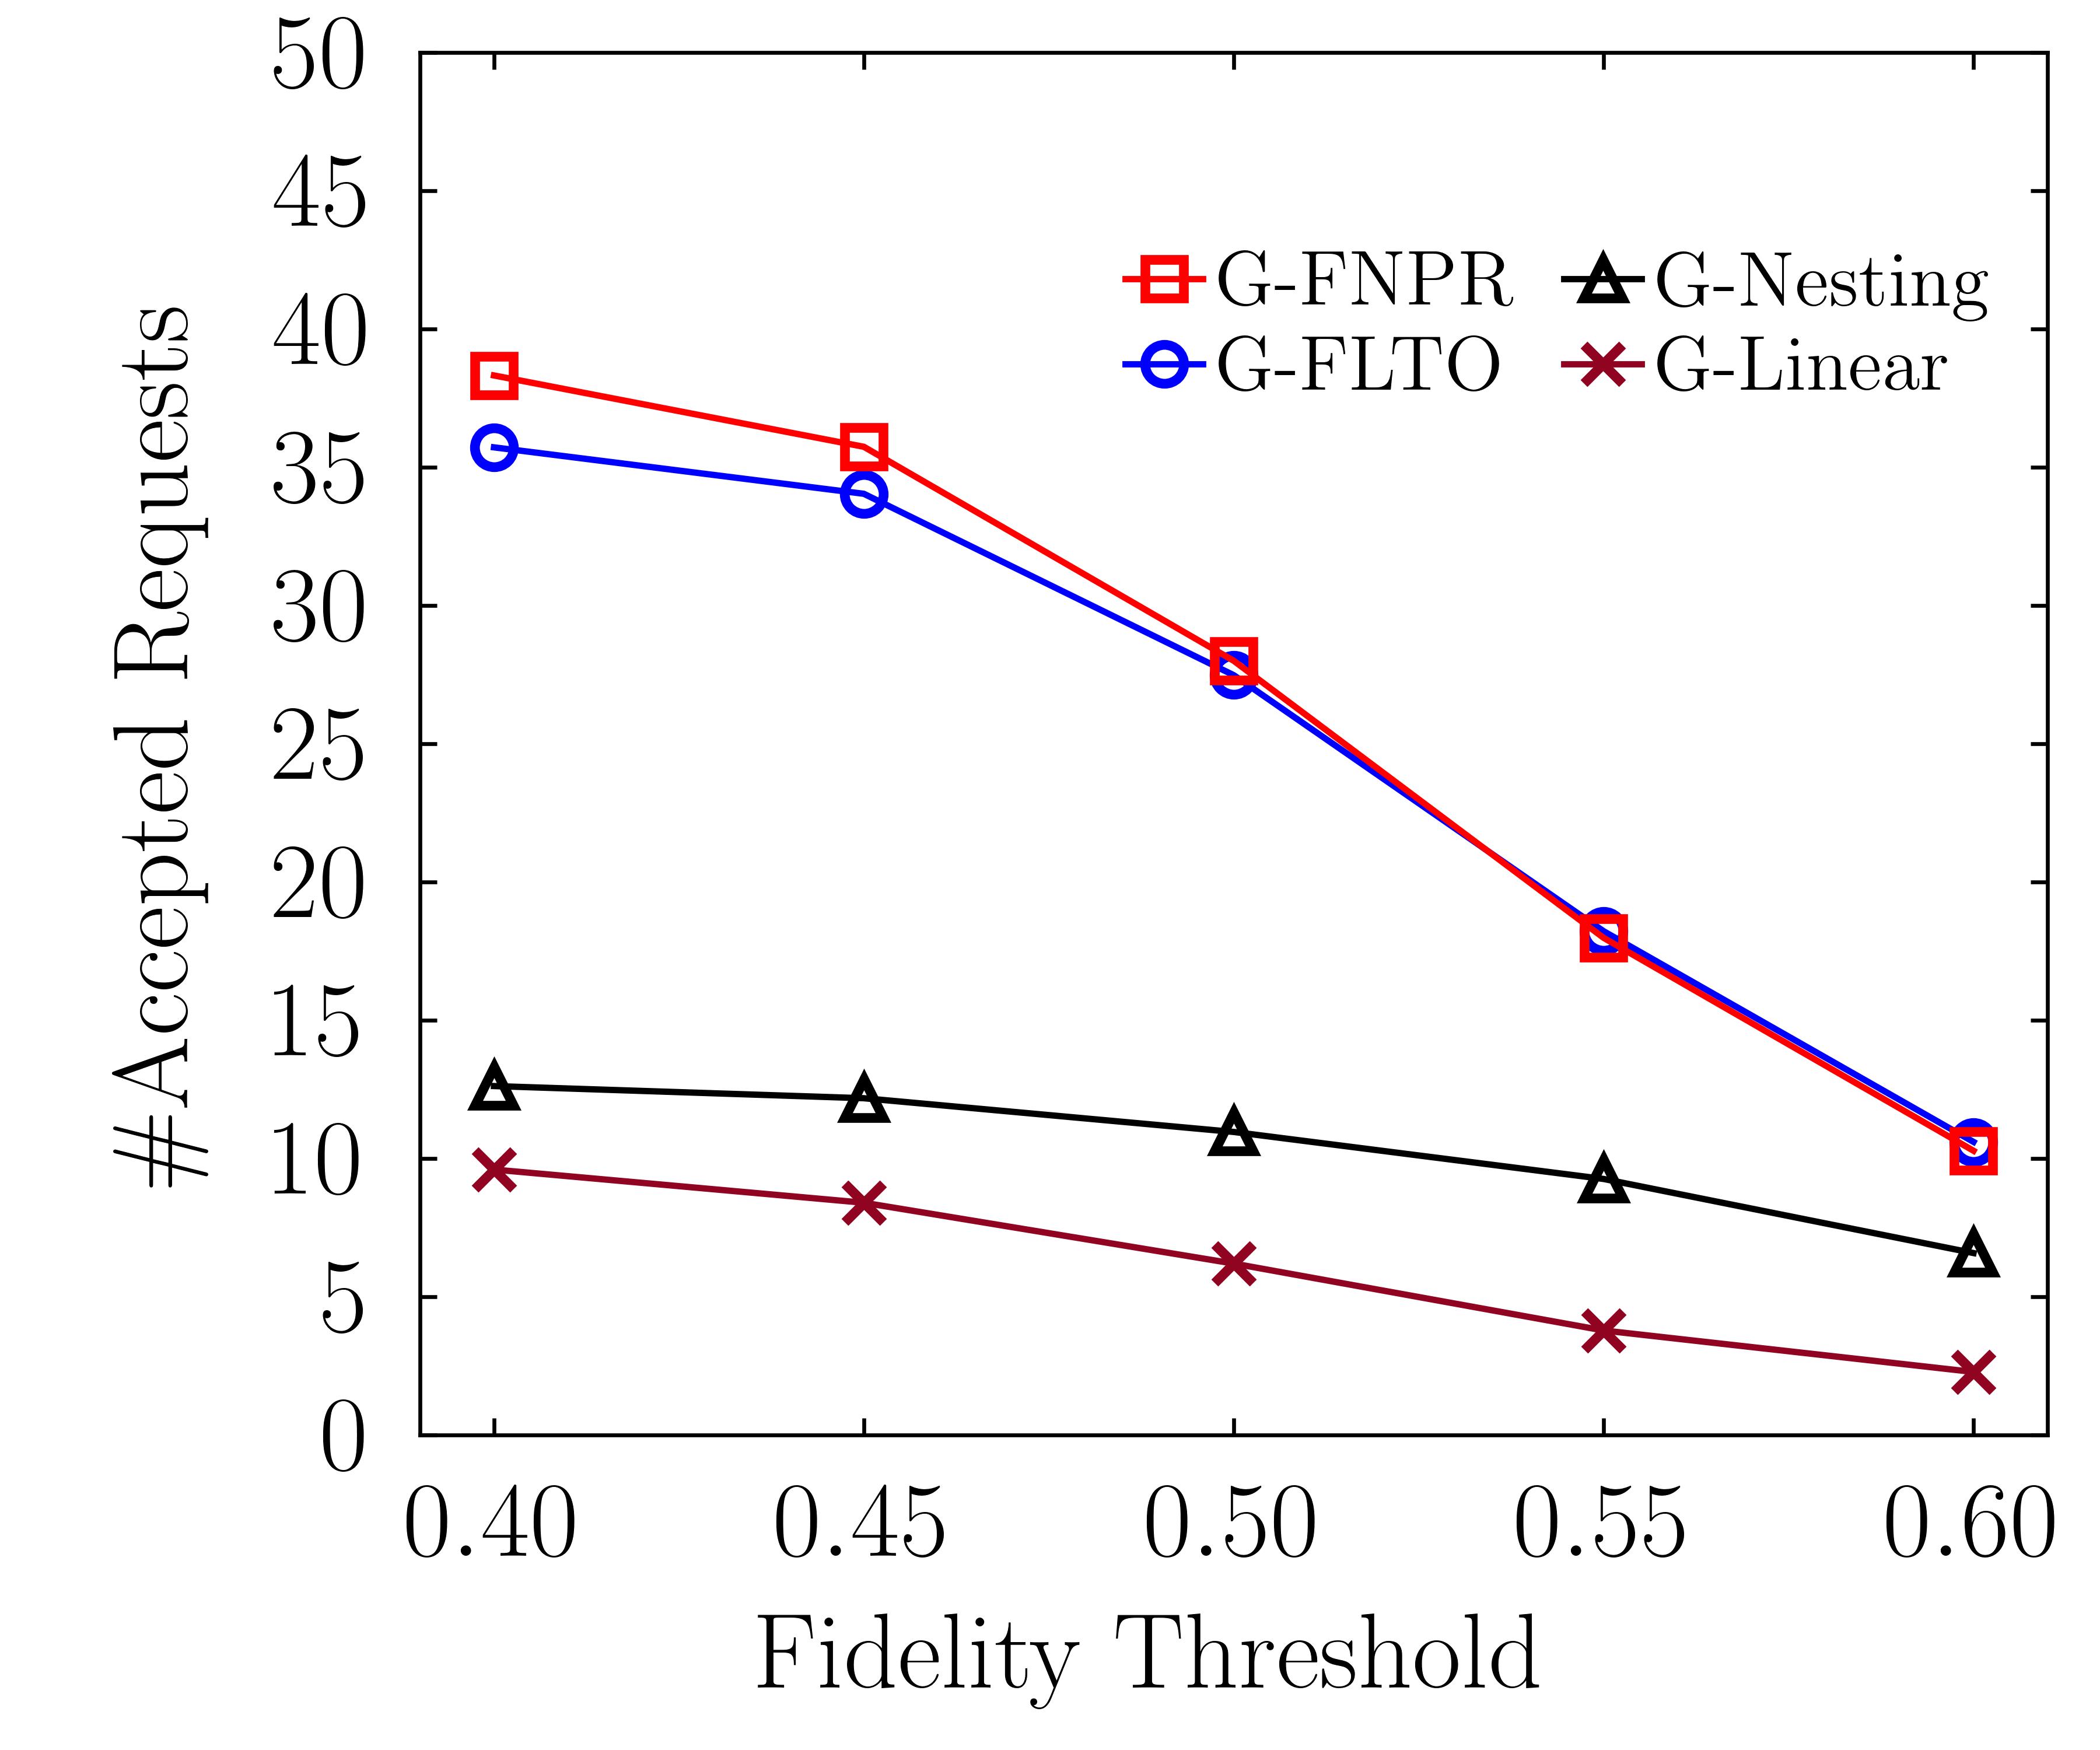 50
45
40
35
30
25
20
15
10
5
0
#Accepted Requests
G-FNPR
G-Nesting
G-FLTO
G-Linear
0.40 0.45 0.50 0.55 0.60
Fidelity Threshold